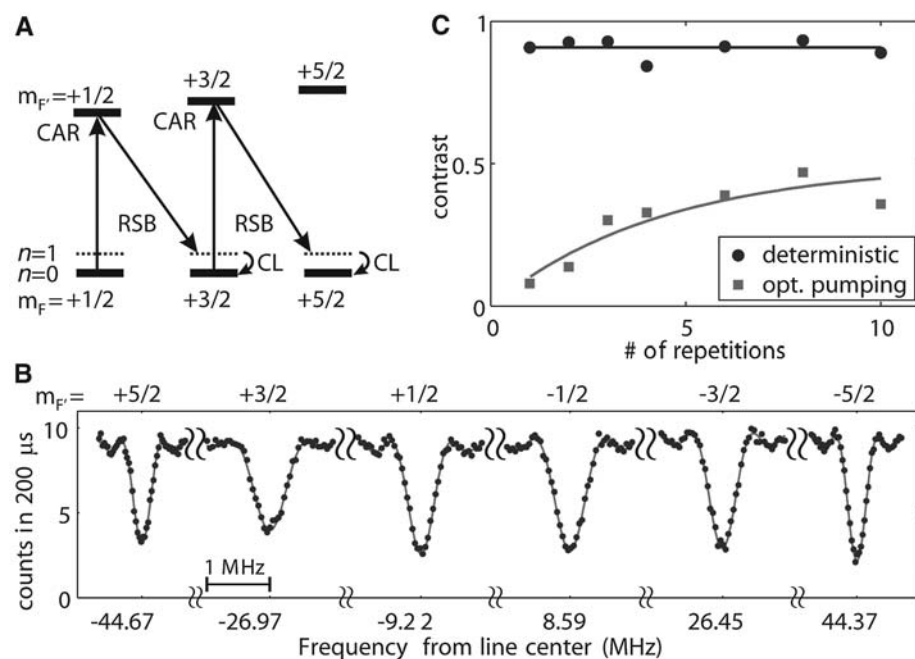 A
m_F'=+1/2
+3/2
+5/2
CAR
CAR
RSB
RSB
n=1
n=0
CL
CL
m_F=+1/2
+3/2
+5/2
C
1
0.5
0
contrast
deterministic
opt. pumping
0
5
10
# of repetitions
B
m_F'= +5/2 +3/2 +1/2 -1/2 -3/2 -5/2
10
5
0
counts in 200 µs
1 MHz
-44.67 -26.97 -9.2 2 8.59 26.45 44.37
Frequency from line center (MHz)